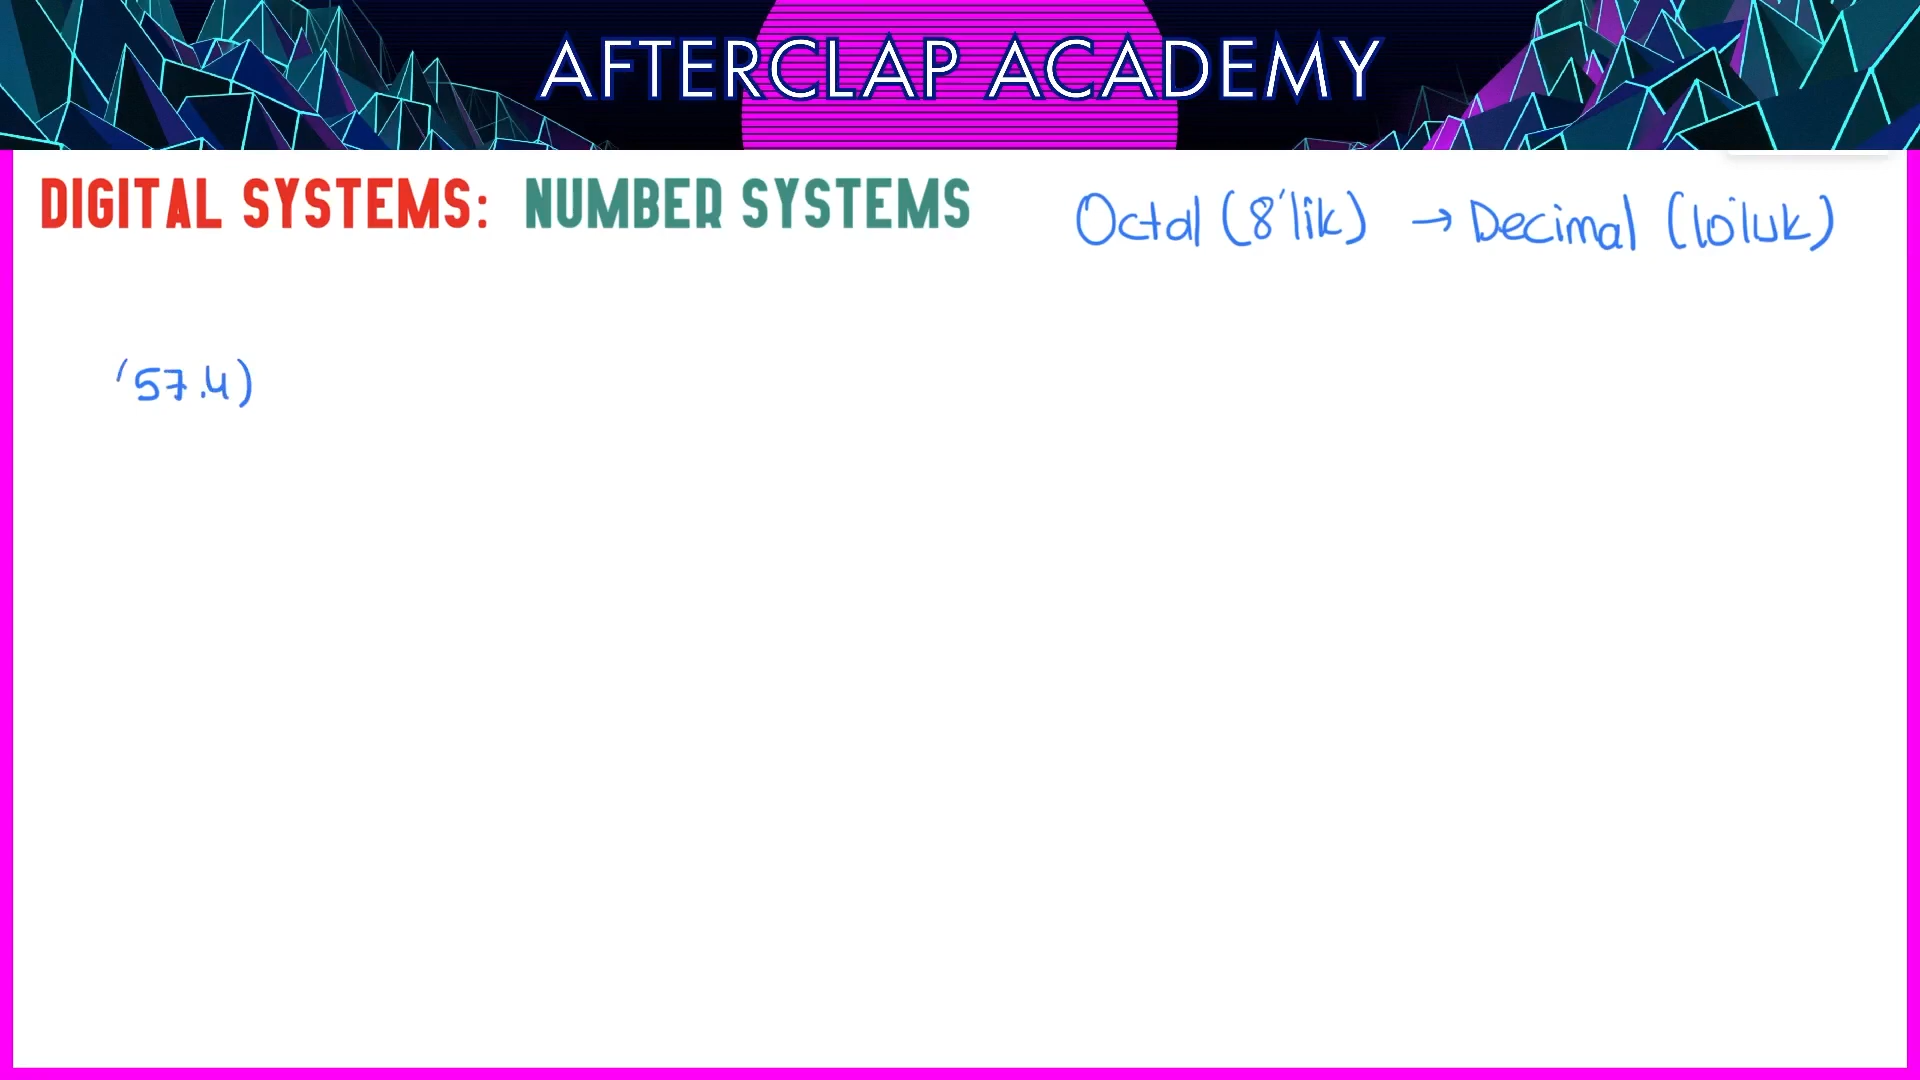 AFTERCLAP ACADEMY
DIGITAL SYSTEMS: NUMBER SYSTEMS
Octal (8'lik) → Decimal (10'luk)
(57.4)